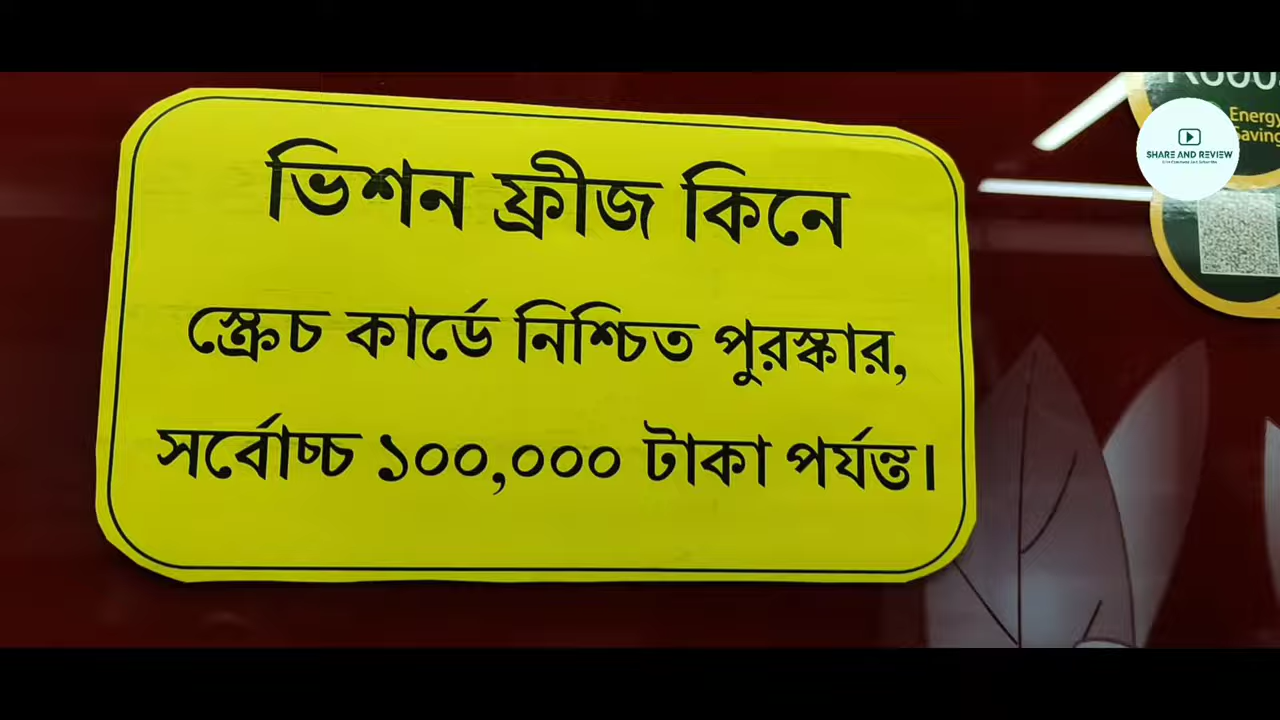 ভিশন ফ্রীজ কিনে
স্ক্রেচ কার্ডে নিশ্চিত পুরস্কার,
সর্বোচ্চ ১০০,০০০ টাকা পর্যন্ত।
Energy
Saving
SHARE AND REVIEW